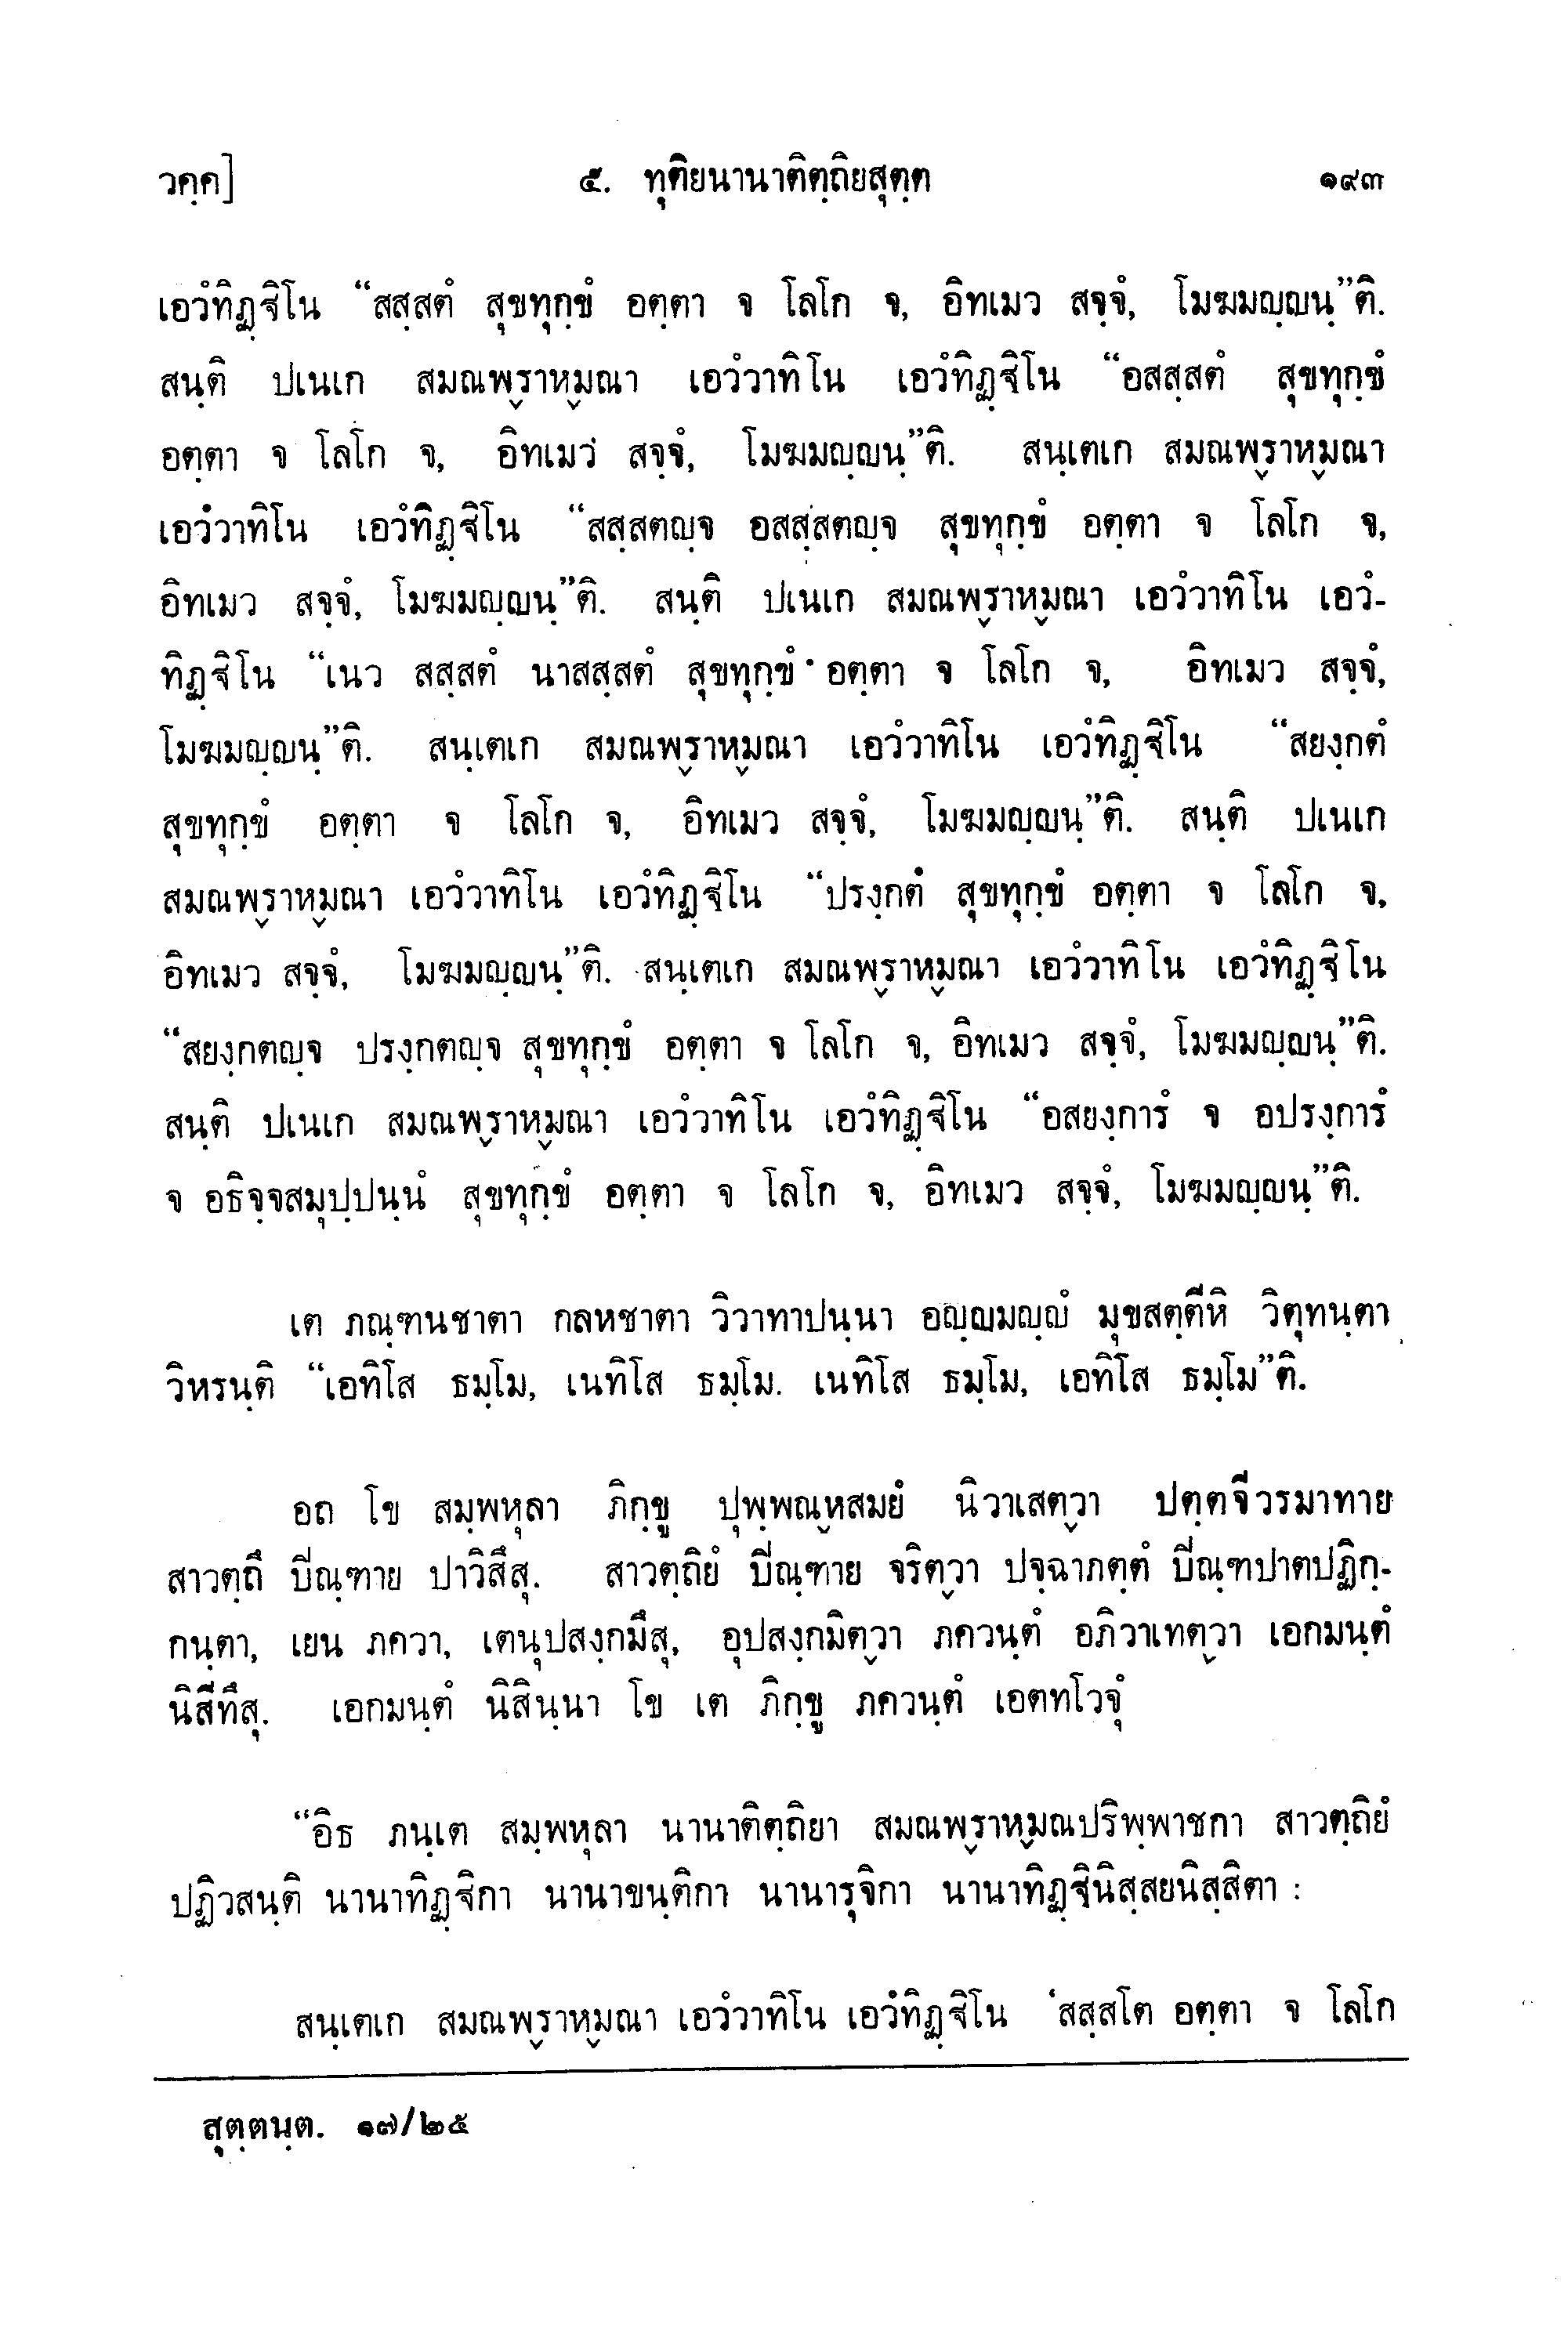 วคฺค] ๕. ทุติยนานาติตฺถิยสุตฺต ๑๙๓
เอวํทิฏฺฐิโน “สสฺสตํ สุขทุกฺขํ อตฺตา จ โลโก จ, อิทเมว สจฺจํ, โมฆมญฺญนฺ”ติ.
สนฺติ ปเนเก สมณพฺราหฺมณา เอวํวาทิโน เอวํทิฏฺฐิโน “อสสฺสตํ สุขทุกฺขํ
อตฺตา จ โลโก จ, อิทเมว สจฺจํ, โมฆมญฺญนฺ”ติ. สนฺเตเก สมณพฺราหฺมณา
เอวํวาทิโน เอวํทิฏฺฐิโน “สสฺสตญฺจ อสสฺสตญฺจ สุขทุกฺขํ อตฺตา จ โลโก จ,
อิทเมว สจฺจํ, โมฆมญฺญนฺ”ติ. สนฺติ ปเนเก สมณพฺราหฺมณา เอวํวาทิโน เอวํ-
ทิฏฺฐิโน “เนว สสฺสตํ นาสสฺสตํ สุขทุกฺขํ อตฺตา จ โลโก จ, อิทเมว สจฺจํ,
โมฆมญฺญนฺ”ติ. สนฺเตเก สมณพฺราหฺมณา เอวํวาทิโน เอวํทิฏฺฐิโน “สยงฺกตํ
สุขทุกฺขํ อตฺตา จ โลโก จ, อิทเมว สจฺจํ, โมฆมญฺญนฺ”ติ. สนฺติ ปเนเก
สมณพฺราหฺมณา เอวํวาทิโน เอวํทิฏฺฐิโน “ปรงฺกตํ สุขทุกฺขํ อตฺตา จ โลโก จ,
อิทเมว สจฺจํ, โมฆมญฺญนฺ”ติ. สนฺเตเก สมณพฺราหฺมณา เอวํวาทิโน เอวํทิฏฺฐิโน
“สยงฺกตญฺจ ปรงฺกตญฺจ สุขทุกฺขํ อตฺตา จ โลโก จ, อิทเมว สจฺจํ, โมฆมญฺญนฺ”ติ.
สนฺติ ปเนเก สมณพฺราหฺมณา เอวํวาทิโน เอวํทิฏฺฐิโน “อสยงฺการํ จ อปรงฺการํ
จ อธิจฺจสมุปฺปนฺนํ สุขทุกฺขํ อตฺตา จ โลโก จ, อิทเมว สจฺจํ, โมฆมญฺญนฺ”ติ.
เต ภณฺฑนชาตา กลหชาตา วิวาทาปนฺนา อญฺญมญฺญํ มุขสตฺตีหิ วิตุทนฺตา
วิหรนฺติ “เอทิโส ธมฺโม, เนทิโส ธมฺโม. เนทิโส ธมฺโม, เอทิโส ธมฺโม”ติ.
อถ โข สมฺพหุลา ภิกฺขู ปุพฺพณฺหสมยํ นิวาเสตฺวา ปตฺตจีวรมาทาย
สาวตฺถึ ปิณฺฑาย ปาวิสึสุ. สาวตฺถิยํ ปิณฺฑาย จริตฺวา ปจฺฉาภตฺตํ ปิณฺฑปาตปฏิกฺ-
กนฺตา, เยน ภควา, เตนุปสงฺกมึสุ, อุปสงฺกมิตฺวา ภควนฺตํ อภิวาเทตฺวา เอกมนฺตํ
นิสีทึสุ. เอกมนฺตํ นิสินฺนา โข เต ภิกฺขู ภควนฺตํ เอตทโวจุํ
“อิธ ภนฺเต สมฺพหุลา นานาติตฺถิยา สมณพฺราหฺมณปริพฺพาชกา สาวตฺถิยํ
ปฏิวสนฺติ นานาทิฏฺฐิกา นานาขนฺติกา นานารุจิกา นานาทิฏฺฐินิสฺสยนิสฺสิตา :
สนฺเตเก สมณพฺราหฺมณา เอวํวาทิโน เอวํทิฏฺฐิโน ‘สสฺสโต อตฺตา จ โลโก
สุตฺตนฺต. ๑๗/๒๕